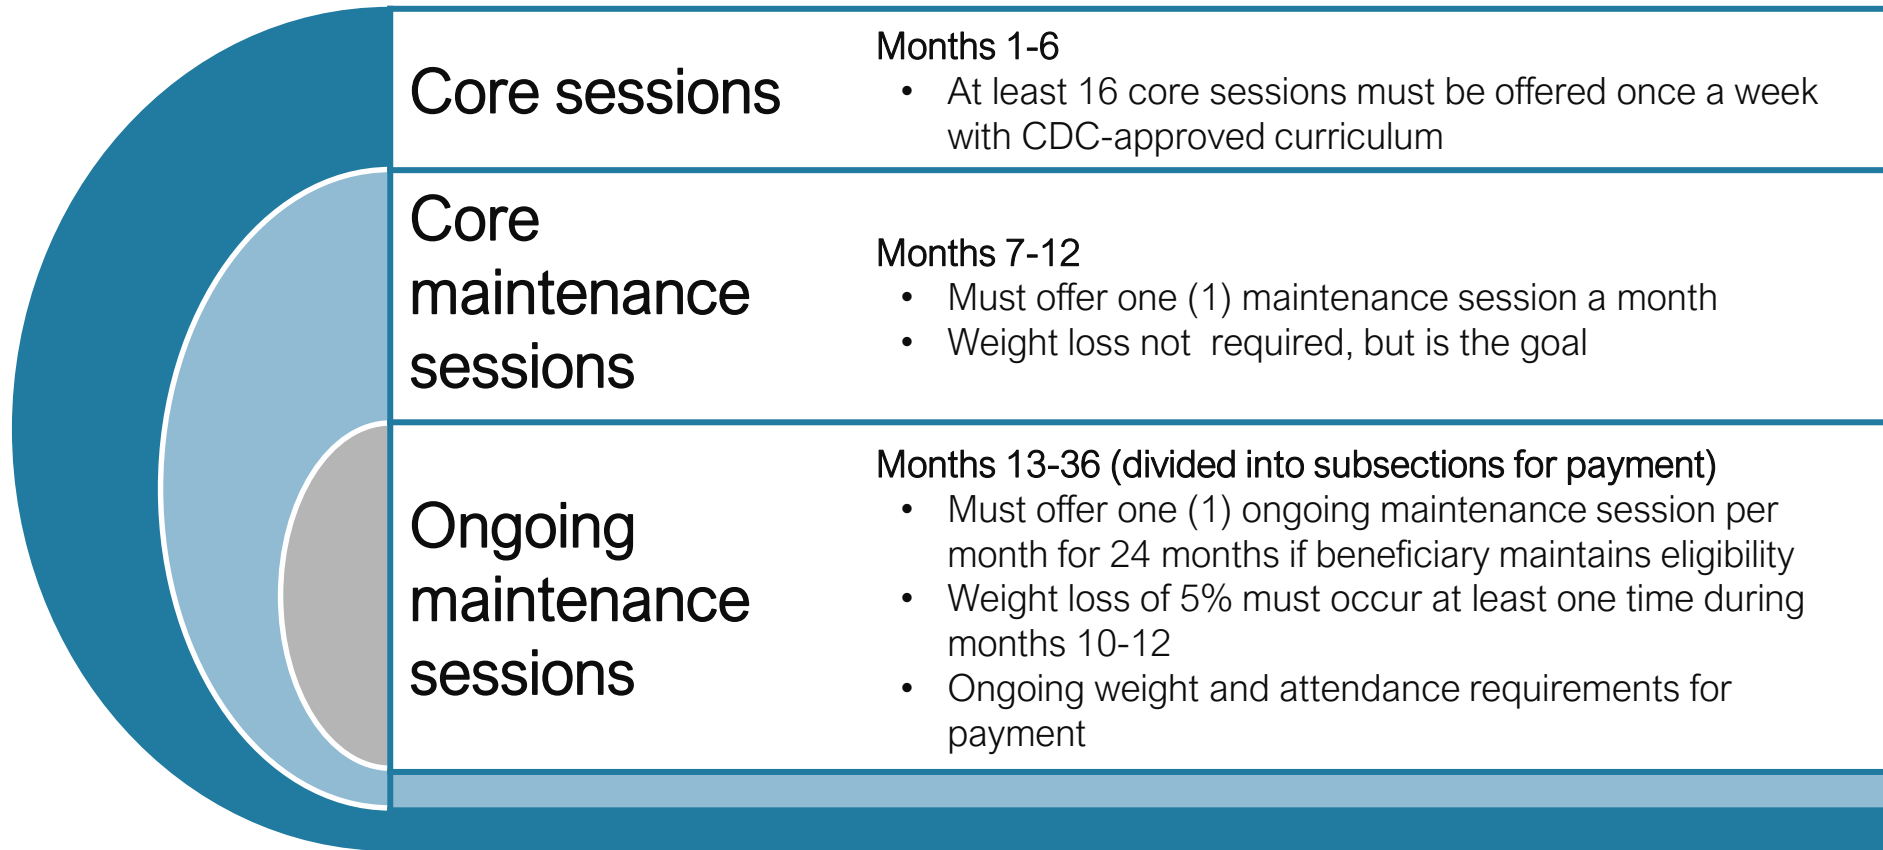 Core sessions
Months 1-6
• At least 16 core sessions must be offered once a week
with CDC-approved curriculum
Core
maintenance
sessions
Months 7-12
• Must offer one (1) maintenance session a month
• Weight loss not  required, but is the goal
Ongoing
maintenance
sessions
Months 13-36 (divided into subsections for payment)
• Must offer one (1) ongoing maintenance session per
month for 24 months if beneficiary maintains eligibility
• Weight loss of 5% must occur at least one time during
months 10-12
• Ongoing weight and attendance requirements for
payment